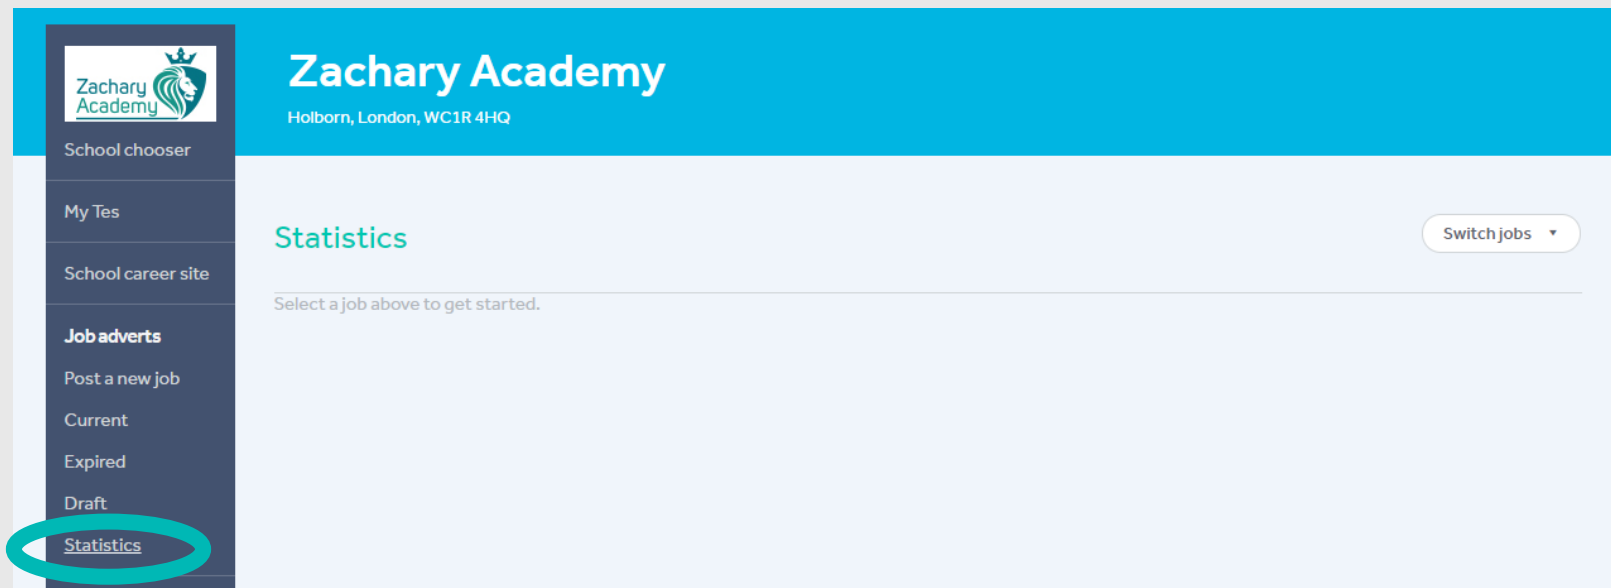 Zachary
Academy
School chooser
My Tes
School career site
Job adverts
Post a new job
Current
Expired
Draft
Statistics
Zachary Academy
Holborn, London, WC1R 4HQ
Statistics
Switch jobs
Select a job above to get started.